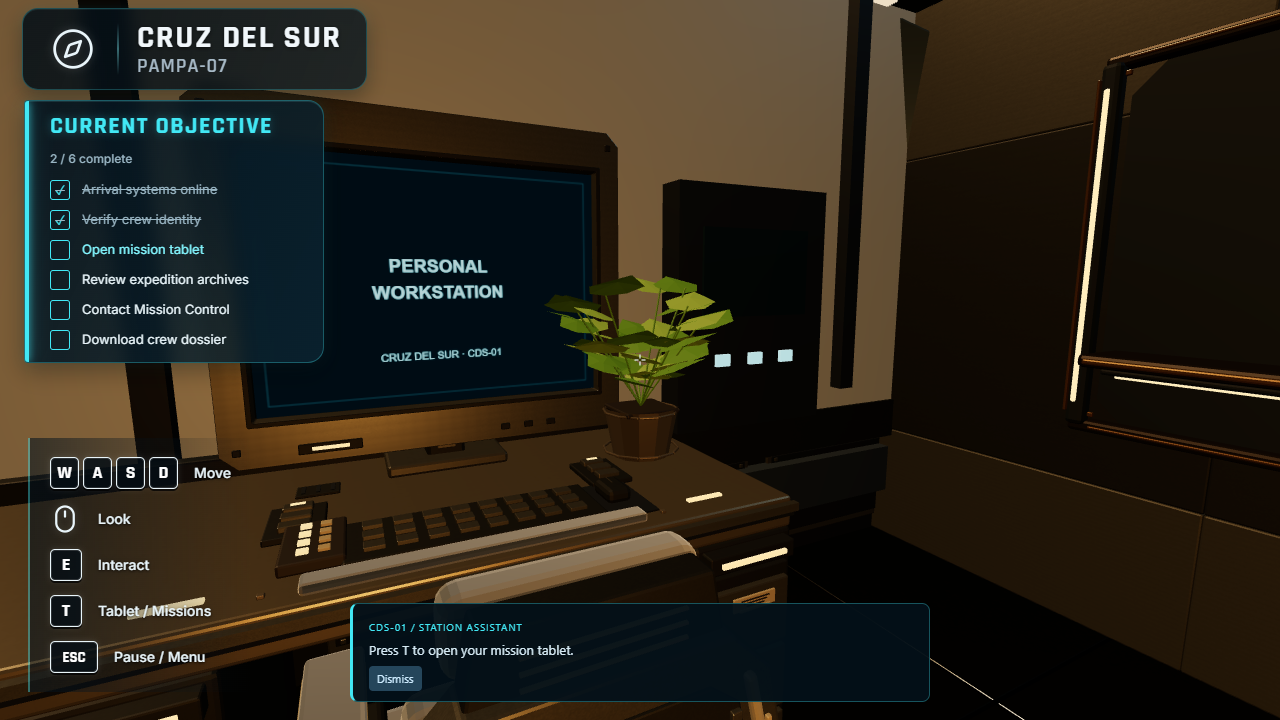 CRUZ DEL SUR
PAMPA-07
CURRENT OBJECTIVE
2 / 6 complete
Arrival systems online
Verify crew identity
Open mission tablet
Review expedition archives
Contact Mission Control
Download crew dossier
PERSONAL
WORKSTATION
CRUZ DEL SUR · CDS-01
W A S D Move
Look
E Interact
T Tablet / Missions
ESC Pause / Menu
CDS-01 / STATION ASSISTANT
Press T to open your mission tablet.
Dismiss